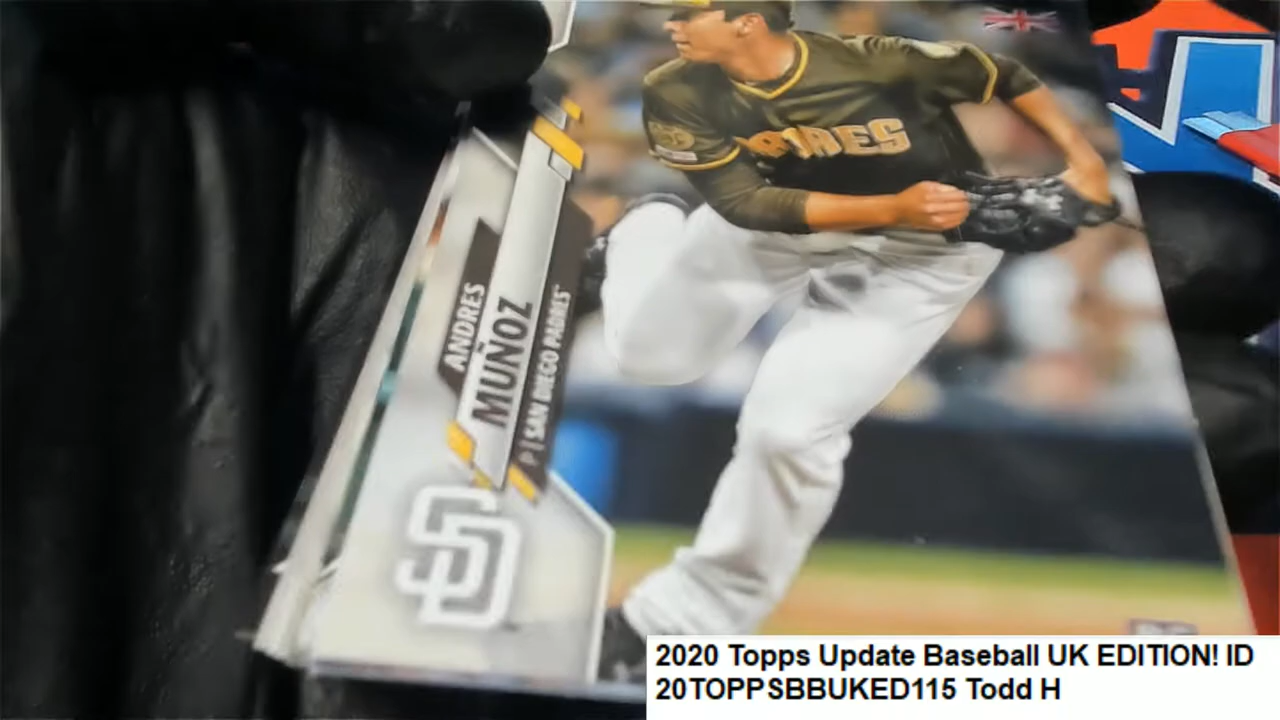 PADRES
ANDRES
MUÑOZ
P | SAN DIEGO PADRES
SD
2020 Topps Update Baseball UK EDITION! ID
20TOPPSBBUKED115 Todd H